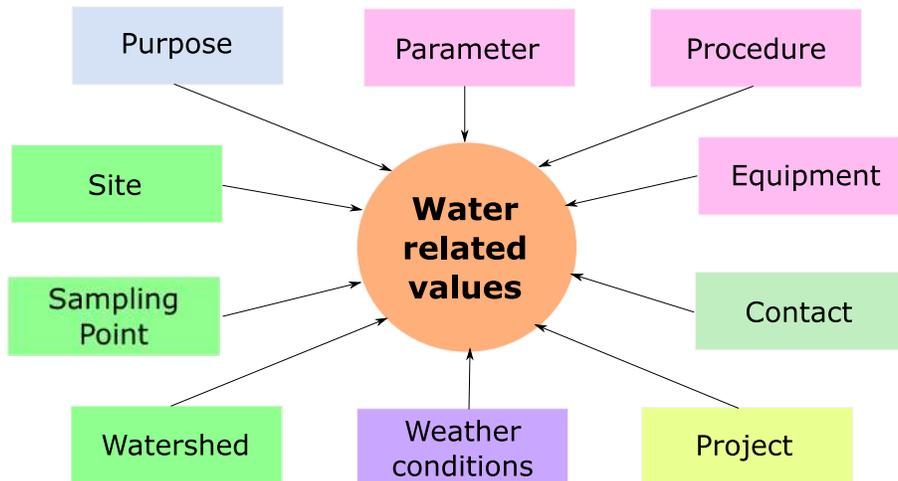 Purpose
Parameter
Procedure
Site
Equipment
Water
related
values
Sampling
Point
Contact
Watershed
Weather
conditions
Project